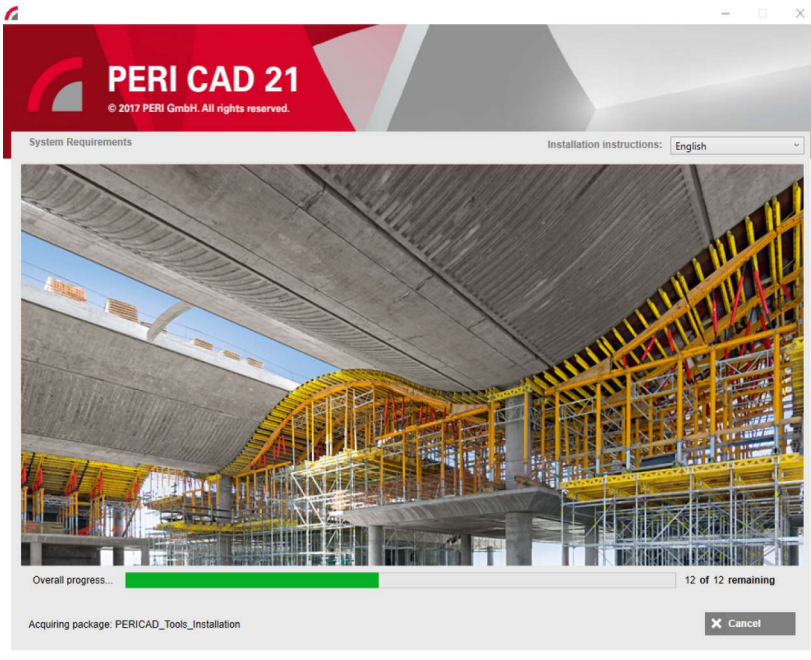 PERI CAD 21
© 2017 PERI GmbH. All rights reserved.
System Requirements
Installation instructions: English
Overall progress... 12 of 12 remaining
Acquiring package: PERICAD_Tools_Installation
Cancel